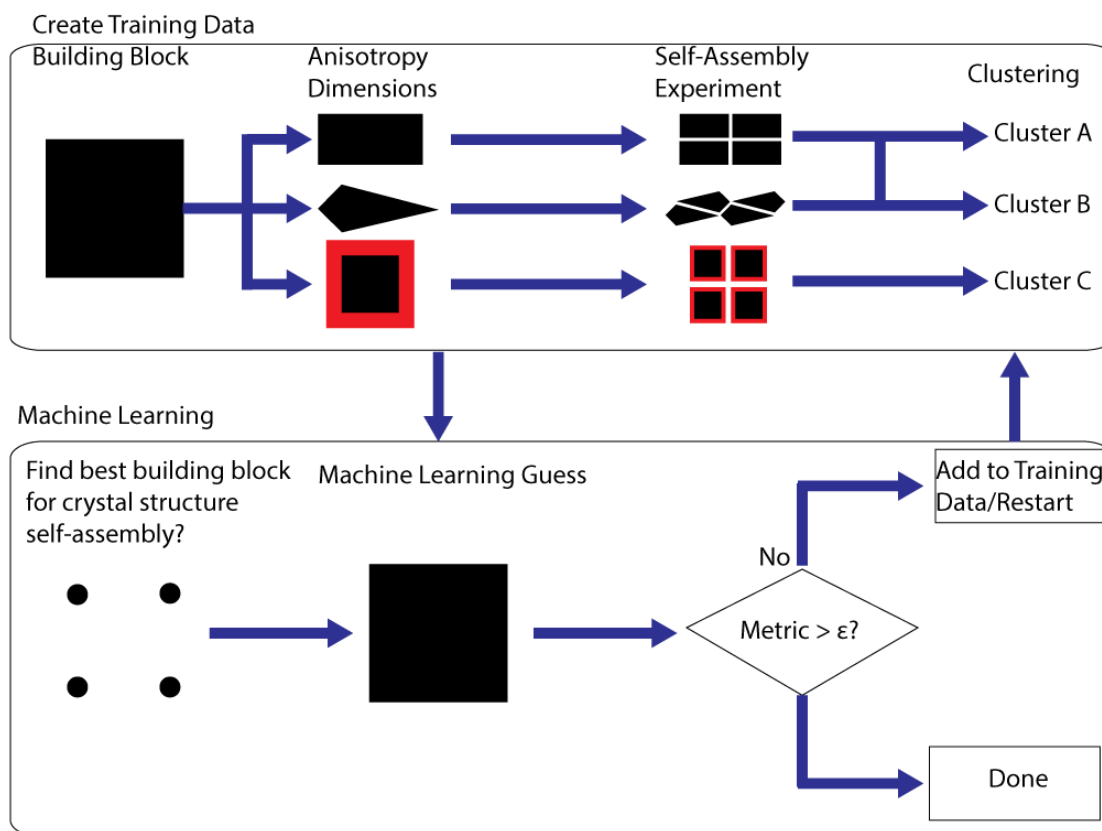 Create Training Data
Building Block
Anisotropy
Dimensions
Self-Assembly
Experiment
Clustering
Cluster A
Cluster B
Cluster C
Machine Learning
Find best building block
for crystal structure
self-assembly?
Machine Learning Guess
No
Metric > ε?
Add to Training
Data/Restart
Done